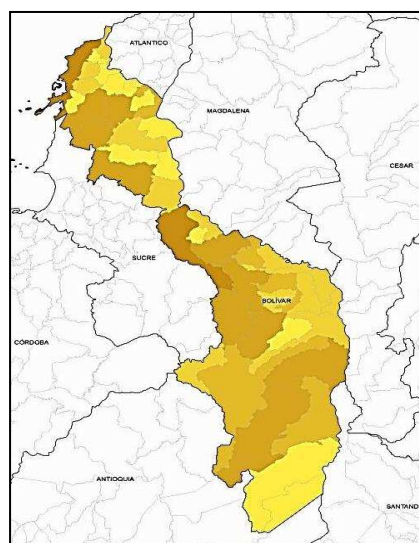 ATLANTICO
MAGDALENA
CESAR
SUCRE
BOLÍVAR
CÓRDOBA
ANTIOQUIA
SANTAND